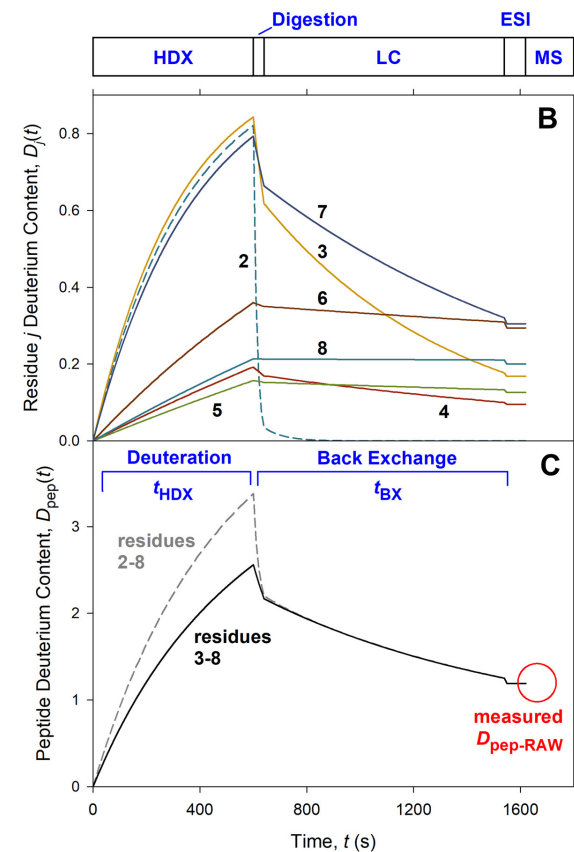 Digestion
ESI
HDX
LC
MS
B
0.8
0.6
0.4
0.2
0.0
Residue j Deuterium Content, Dj(t)
7
3
2
6
8
5
4
C
Deuteration
tHDX
Back Exchange
tBX
3
2
1
0
Peptide Deuterium Content, Dpep(t)
residues
2-8
residues
3-8
measured
Dpep-RAW
0
400
800
1200
1600
Time, t (s)